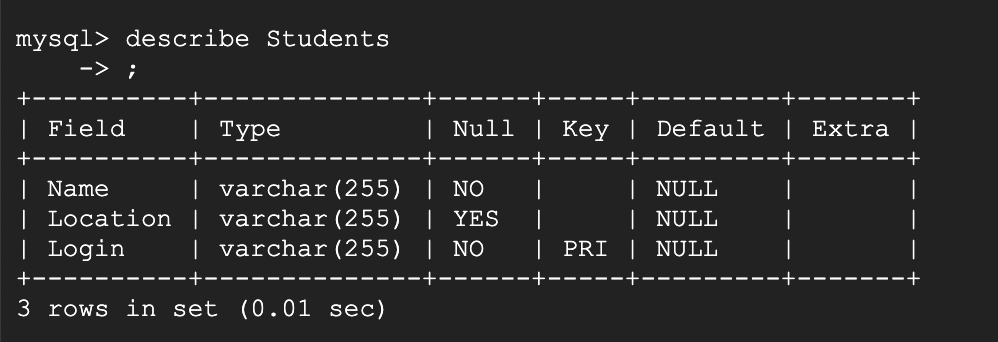 mysql> describe Students
    -> ;
+----------+--------------+------+-----+---------+-------+
| Field    | Type         | Null | Key | Default | Extra |
+----------+--------------+------+-----+---------+-------+
| Name     | varchar(255) | NO   |     | NULL    |       |
| Location | varchar(255) | YES  |     | NULL    |       |
| Login    | varchar(255) | NO   | PRI | NULL    |       |
+----------+--------------+------+-----+---------+-------+
3 rows in set (0.01 sec)